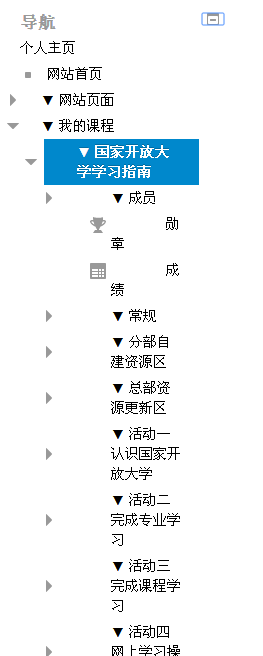 导航
个人主页
网站首页
▼ 网站页面
▼ 我的课程
▼ 国家开放大
学学习指南
▼ 成员
勋
章
成
绩
▼ 常规
▼ 分部自
建资源区
▼ 总部资
源更新区
▼ 活动一
认识国家开
放大学
▼ 活动二
完成专业学
习
▼ 活动三
完成课程学
习
▼ 活动四
网上学习操